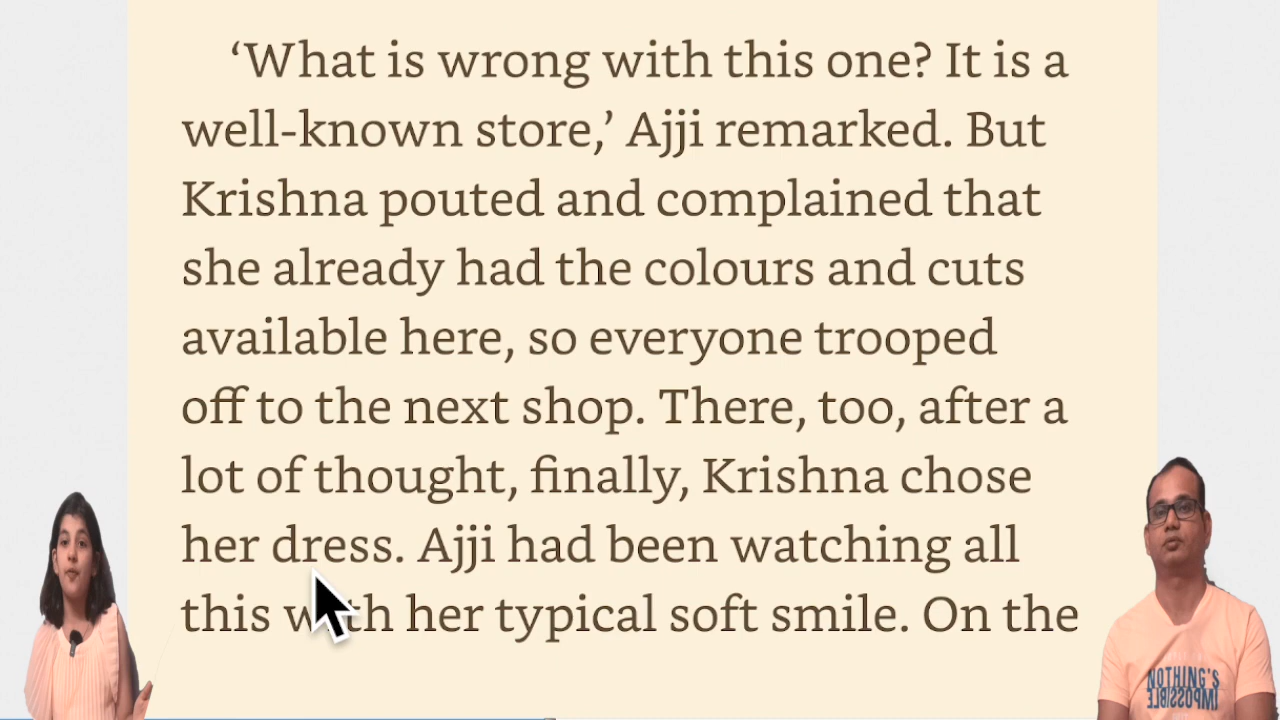 ‘What is wrong with this one? It is a
well-known store,’ Ajji remarked. But
Krishna pouted and complained that
she already had the colours and cuts
available here, so everyone trooped
off to the next shop. There, too, after a
lot of thought, finally, Krishna chose
her dress. Ajji had been watching all
this with her typical soft smile. On the
NOTHING'S
IMPOSSIBLE